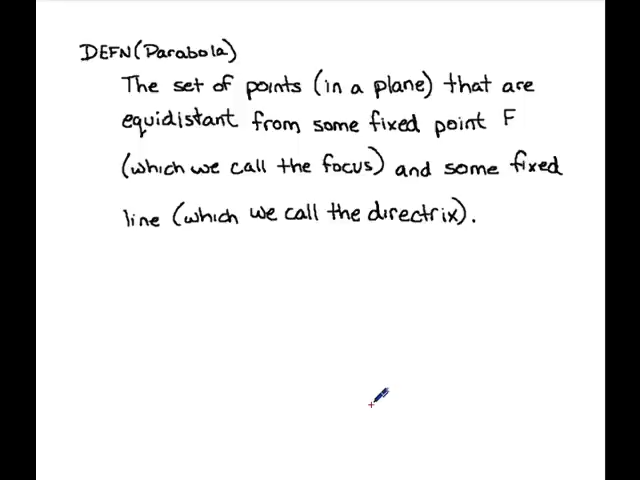 DEFN (Parabola)
The set of points (in a plane) that are
equidistant from some fixed point F
(which we call the focus) and some fixed
line (which we call the directrix).